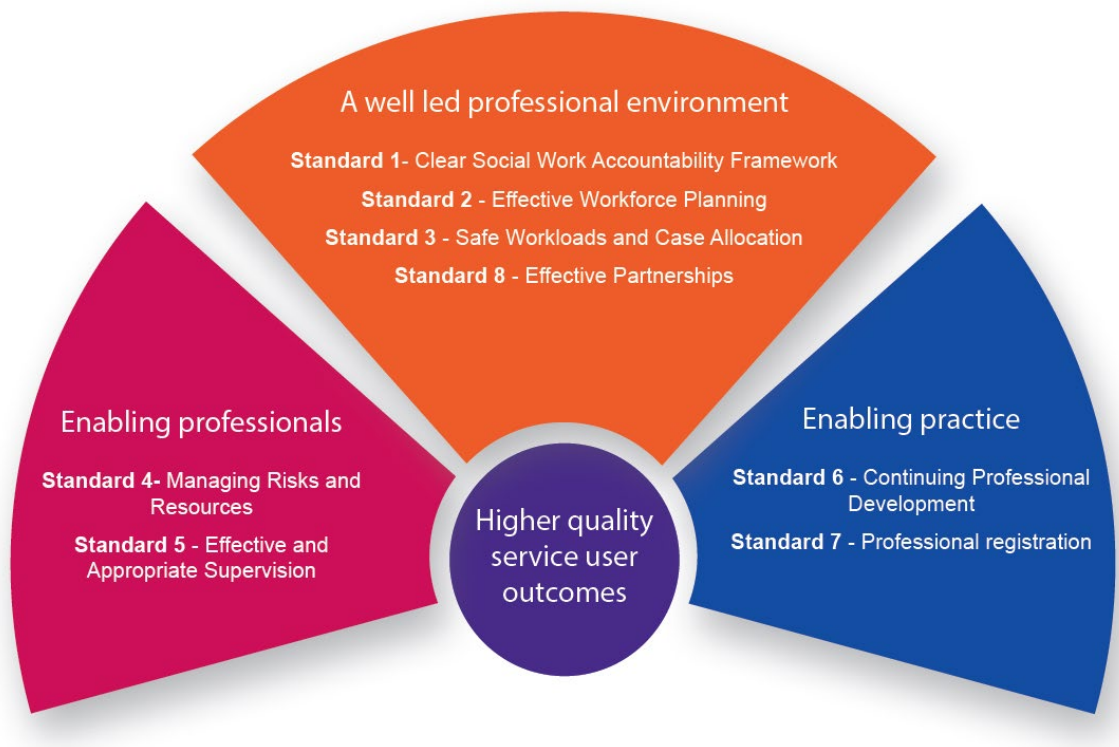 A well led professional environment
Standard 1- Clear Social Work Accountability Framework
Standard 2 - Effective Workforce Planning
Standard 3 - Safe Workloads and Case Allocation
Standard 8 - Effective Partnerships
Enabling professionals
Standard 4- Managing Risks and
Resources
Standard 5 - Effective and
Appropriate Supervision
Higher quality
service user
outcomes
Enabling practice
Standard 6 - Continuing Professional
Development
Standard 7 - Professional registration